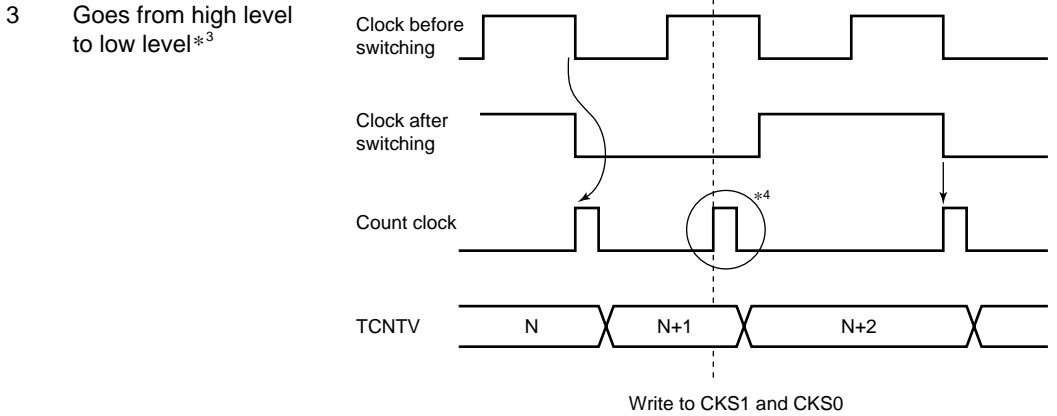 3 Goes from high level
to low level*3
Clock before
switching
Clock after
switching
*4
Count clock
TCNTV N N+1 N+2
Write to CKS1 and CKS0